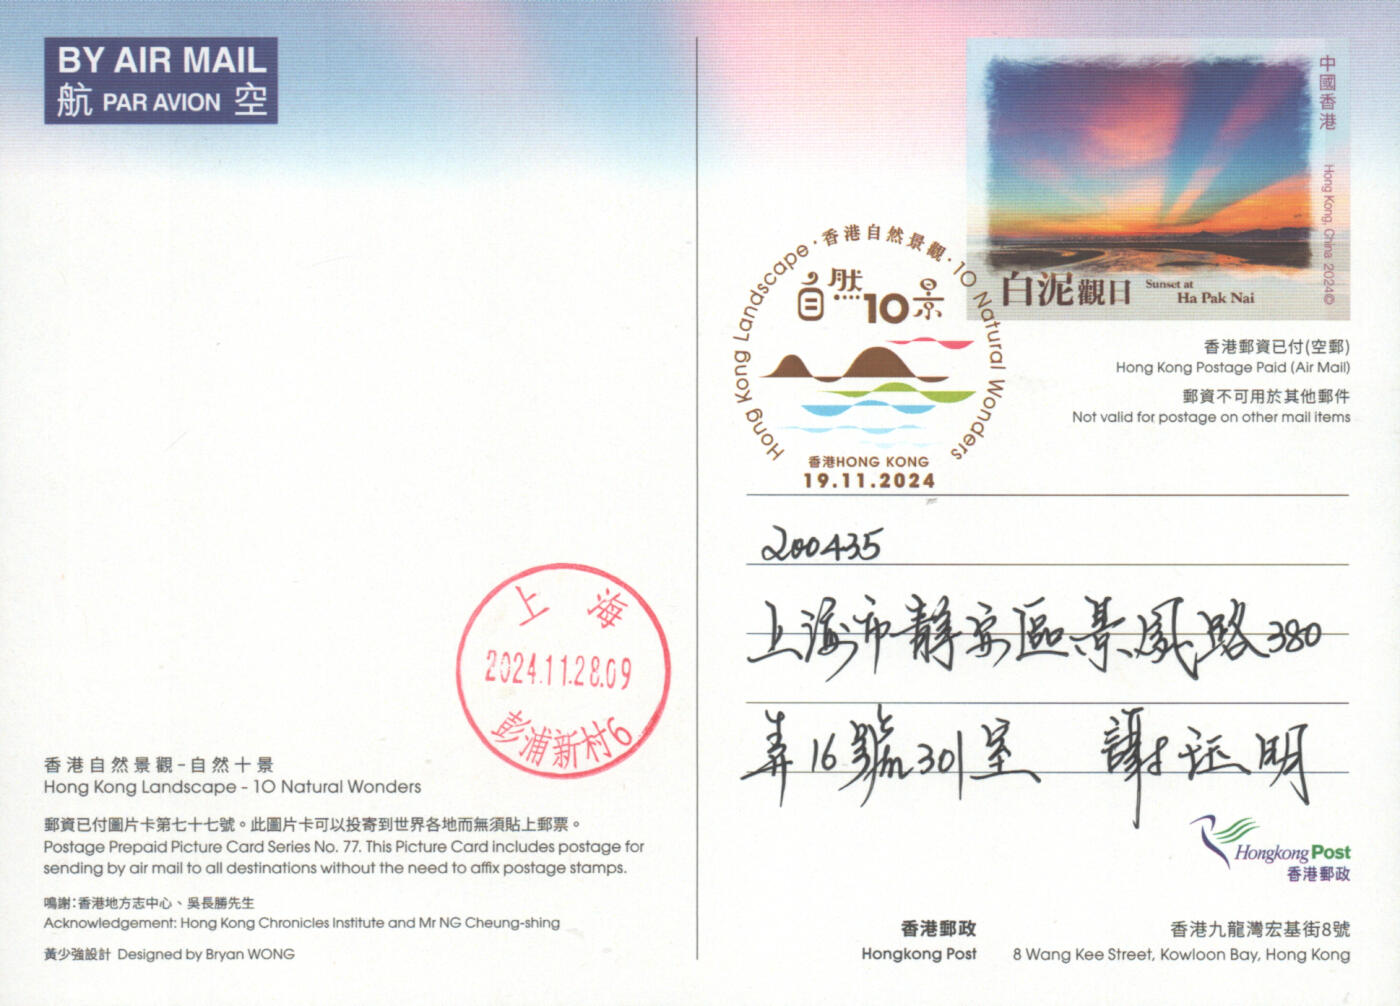 BY AIR MAIL
航 PAR AVION 空
中國香港 Hong Kong, China 2024©
白泥觀日 Sunset at Ha Pak Nai
香港郵資已付(空郵)
Hong Kong Postage Paid (Air Mail)
郵資不可用於其他郵件
Not valid for postage on other mail items
Hong Kong Landscape · 香港自然景觀 · 10 Natural Wonders
自然10景
香港HONG KONG
19.11.2024
200435
上海市靜安區景鳳路380
弄16號301室 謝珏明
上海
2024.11.28.09
彭浦新村6
香港自然景觀-自然十景
Hong Kong Landscape - 10 Natural Wonders
郵資已付圖片卡第七十七號。此圖片卡可以投寄到世界各地而無須貼上郵票。
Postage Prepaid Picture Card Series No. 77. This Picture Card includes postage for
sending by air mail to all destinations without the need to affix postage stamps.
鳴謝:香港地方志中心、吳長勝先生
Acknowledgement: Hong Kong Chronicles Institute and Mr NG Cheung-shing
黃少強設計 Designed by Bryan WONG
Hongkong Post
香港郵政
香港郵政 香港九龍灣宏基街8號
Hongkong Post 8 Wang Kee Street, Kowloon Bay, Hong Kong